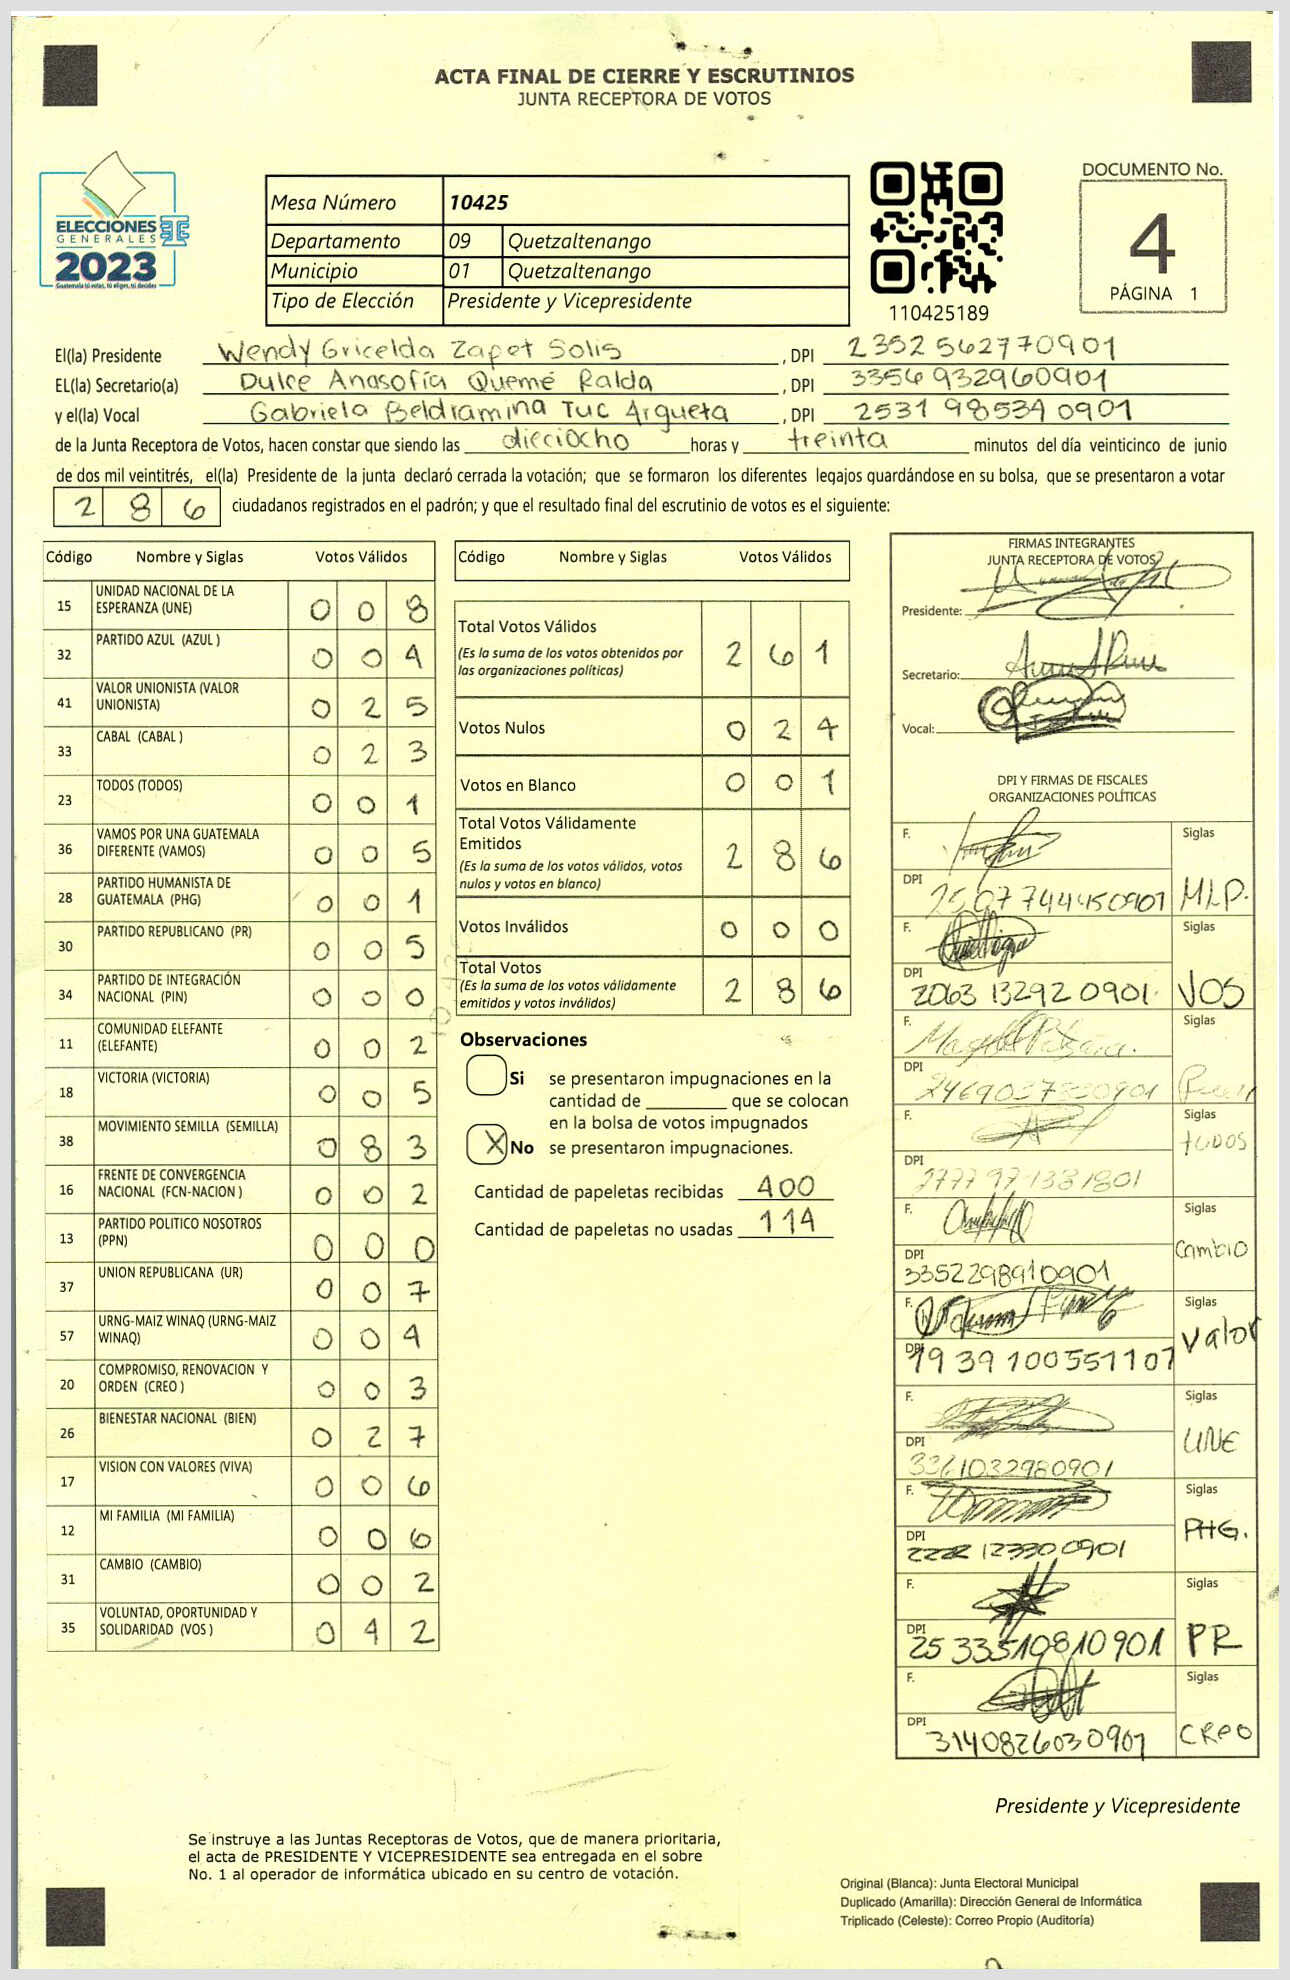 ACTA FINAL DE CIERRE Y ESCRUTINIOS
JUNTA RECEPTORA DE VOTOS
ELECCIONES
GENERALES
2023
Guatemala tú votas, tú eliges, tú decides
Mesa Número 10425
Departamento 09 Quetzaltenango
Municipio 01 Quetzaltenango
Tipo de Elección Presidente y Vicepresidente
110425189
DOCUMENTO No.
4
PÁGINA 1
El(la) Presidente Wendy Gricelda Zapet Solis , DPI 2352 56277 0901
EL(la) Secretario(a) Dulce Anasofía Quemé Ralda , DPI 3356 93296 0901
y el(la) Vocal Gabriela Beldramina Tuc Argueta , DPI 2531 98534 0901
de la Junta Receptora de Votos, hacen constar que siendo las dieciocho horas y treinta minutos del día veinticinco de junio
de dos mil veintitrés, el(la) Presidente de la junta declaró cerrada la votación; que se formaron los diferentes legajos guardándose en su bolsa, que se presentaron a votar
2 8 6 ciudadanos registrados en el padrón; y que el resultado final del escrutinio de votos es el siguiente:
Código Nombre y Siglas Votos Válidos
15 UNIDAD NACIONAL DE LA ESPERANZA (UNE) 0 0 8
32 PARTIDO AZUL (AZUL ) 0 0 4
41 VALOR UNIONISTA (VALOR UNIONISTA) 0 2 5
33 CABAL (CABAL ) 0 2 3
23 TODOS (TODOS) 0 0 1
36 VAMOS POR UNA GUATEMALA DIFERENTE (VAMOS) 0 0 5
28 PARTIDO HUMANISTA DE GUATEMALA (PHG) 0 0 1
30 PARTIDO REPUBLICANO (PR) 0 0 5
34 PARTIDO DE INTEGRACIÓN NACIONAL (PIN) 0 0 0
11 COMUNIDAD ELEFANTE (ELEFANTE) 0 0 2
18 VICTORIA (VICTORIA) 0 0 5
38 MOVIMIENTO SEMILLA (SEMILLA) 0 8 3
16 FRENTE DE CONVERGENCIA NACIONAL (FCN-NACION ) 0 0 2
13 PARTIDO POLITICO NOSOTROS (PPN) 0 0 0
37 UNION REPUBLICANA (UR) 0 0 7
57 URNG-MAIZ WINAQ (URNG-MAIZ WINAQ) 0 0 4
20 COMPROMISO, RENOVACION Y ORDEN (CREO ) 0 0 3
26 BIENESTAR NACIONAL (BIEN) 0 2 7
17 VISION CON VALORES (VIVA) 0 0 6
12 MI FAMILIA (MI FAMILIA) 0 0 6
31 CAMBIO (CAMBIO) 0 0 2
35 VOLUNTAD, OPORTUNIDAD Y SOLIDARIDAD (VOS ) 0 4 2
Código Nombre y Siglas Votos Válidos
Total Votos Válidos 2 6 1
(Es la suma de los votos obtenidos por
las organizaciones políticas)
Votos Nulos 0 2 4
Votos en Blanco 0 0 1
Total Votos Válidamente
Emitidos 2 8 6
(Es la suma de los votos válidos, votos
nulos y votos en blanco)
Votos Inválidos 0 0 0
Total Votos 2 8 6
(Es la suma de los votos válidamente
emitidos y votos inválidos)
Observaciones
Si se presentaron impugnaciones en la
cantidad de ________ que se colocan
en la bolsa de votos impugnados
X No se presentaron impugnaciones.
Cantidad de papeletas recibidas 400
Cantidad de papeletas no usadas 114
FIRMAS INTEGRANTES
JUNTA RECEPTORA DE VOTOS
Presidente:
Secretario:
Vocal:
DPI Y FIRMAS DE FISCALES
ORGANIZACIONES POLÍTICAS
F. Siglas
DPI 2507 74445 0901 MLP.
F. Siglas
DPI 2063 13292 0901. VOS
F. Siglas
DPI
F. Siglas
DPI todos
F. Siglas
DPI 3352298910901 Cambio
F. Siglas
DPI 1939 10055 1107 Valor
F. Siglas
DPI 3361032980901 UNE
F. Siglas
DPI 2222 12330 0901 PHG.
F. Siglas
DPI 25 33510810901 PR
F. Siglas
DPI 3140826030901 CREO
Presidente y Vicepresidente
Se instruye a las Juntas Receptoras de Votos, que de manera prioritaria,
el acta de PRESIDENTE Y VICEPRESIDENTE sea entregada en el sobre
No. 1 al operador de informática ubicado en su centro de votación.
Original (Blanca): Junta Electoral Municipal
Duplicado (Amarilla): Dirección General de Informática
Triplicado (Celeste): Correo Propio (Auditoría)